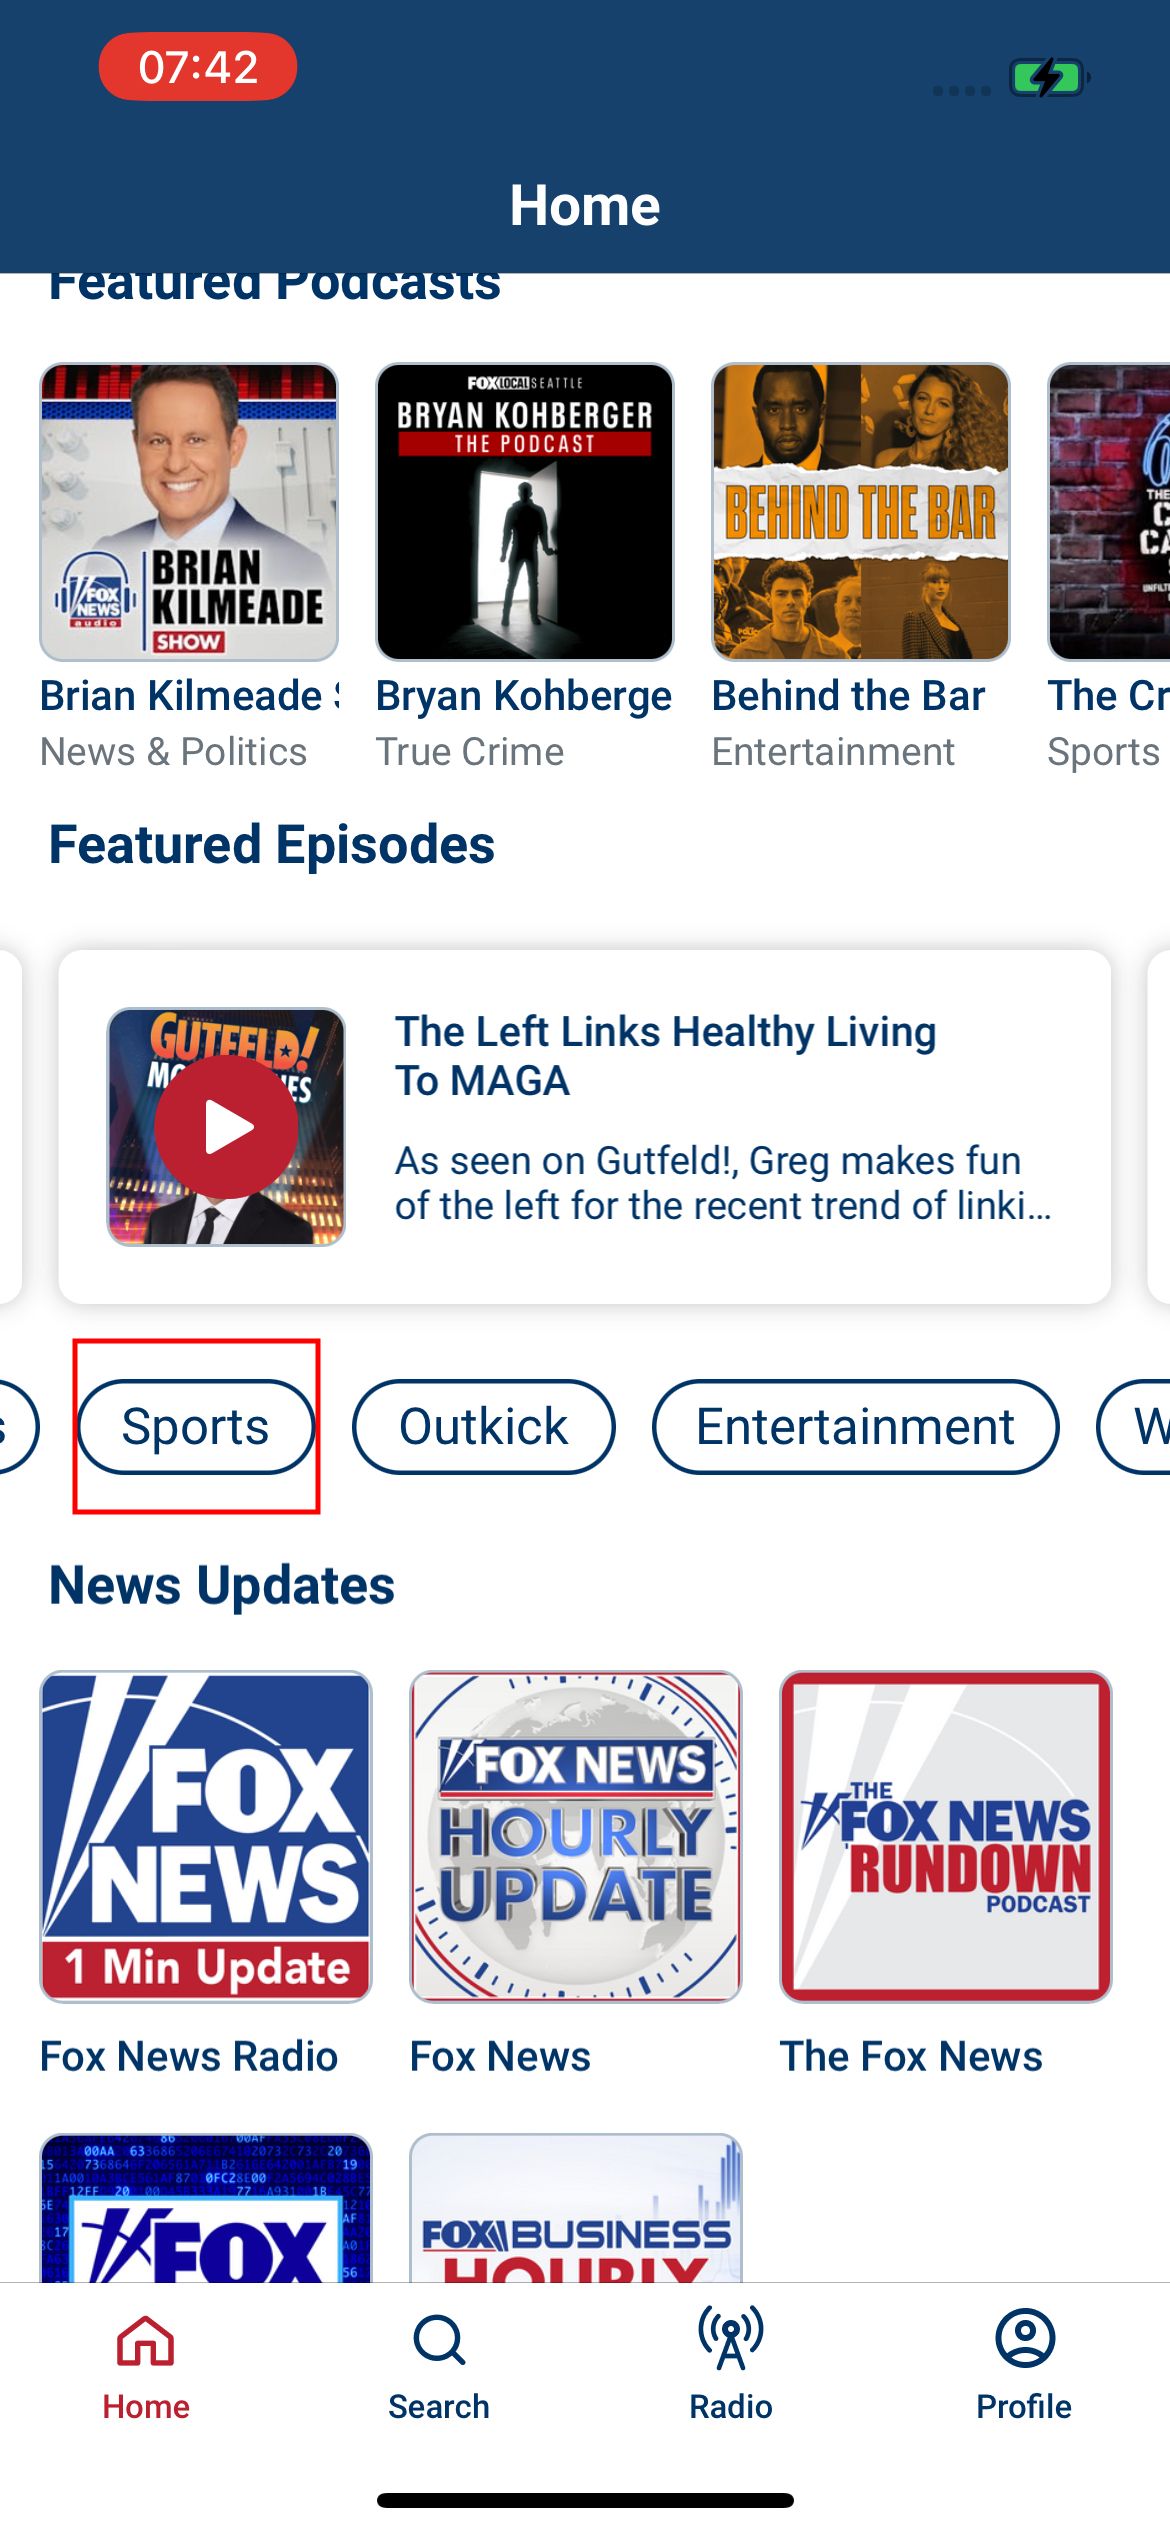 07:42
Home
Featured Podcasts
FOX LOCAL SEATTLE
BRYAN KOHBERGER
THE PODCAST
BEHIND THE BAR
FOX
NEWS
audio
BRIAN
KILMEADE
SHOW
Brian Kilmeade
Bryan Kohberge
Behind the Bar
The Cr
News & Politics
True Crime
Entertainment
Sports
Featured Episodes
GUTFELD!
The Left Links Healthy Living
To MAGA
As seen on Gutfeld!, Greg makes fun
of the left for the recent trend of linki...
Sports
Outkick
Entertainment
W
News Updates
FOX
NEWS
1 Min Update
FOX NEWS
HOURLY
UPDATE
THE
FOX NEWS
RUNDOWN
PODCAST
Fox News Radio
Fox News
The Fox News
FOX
FOX BUSINESS
HOURLY
Home
Search
Radio
Profile